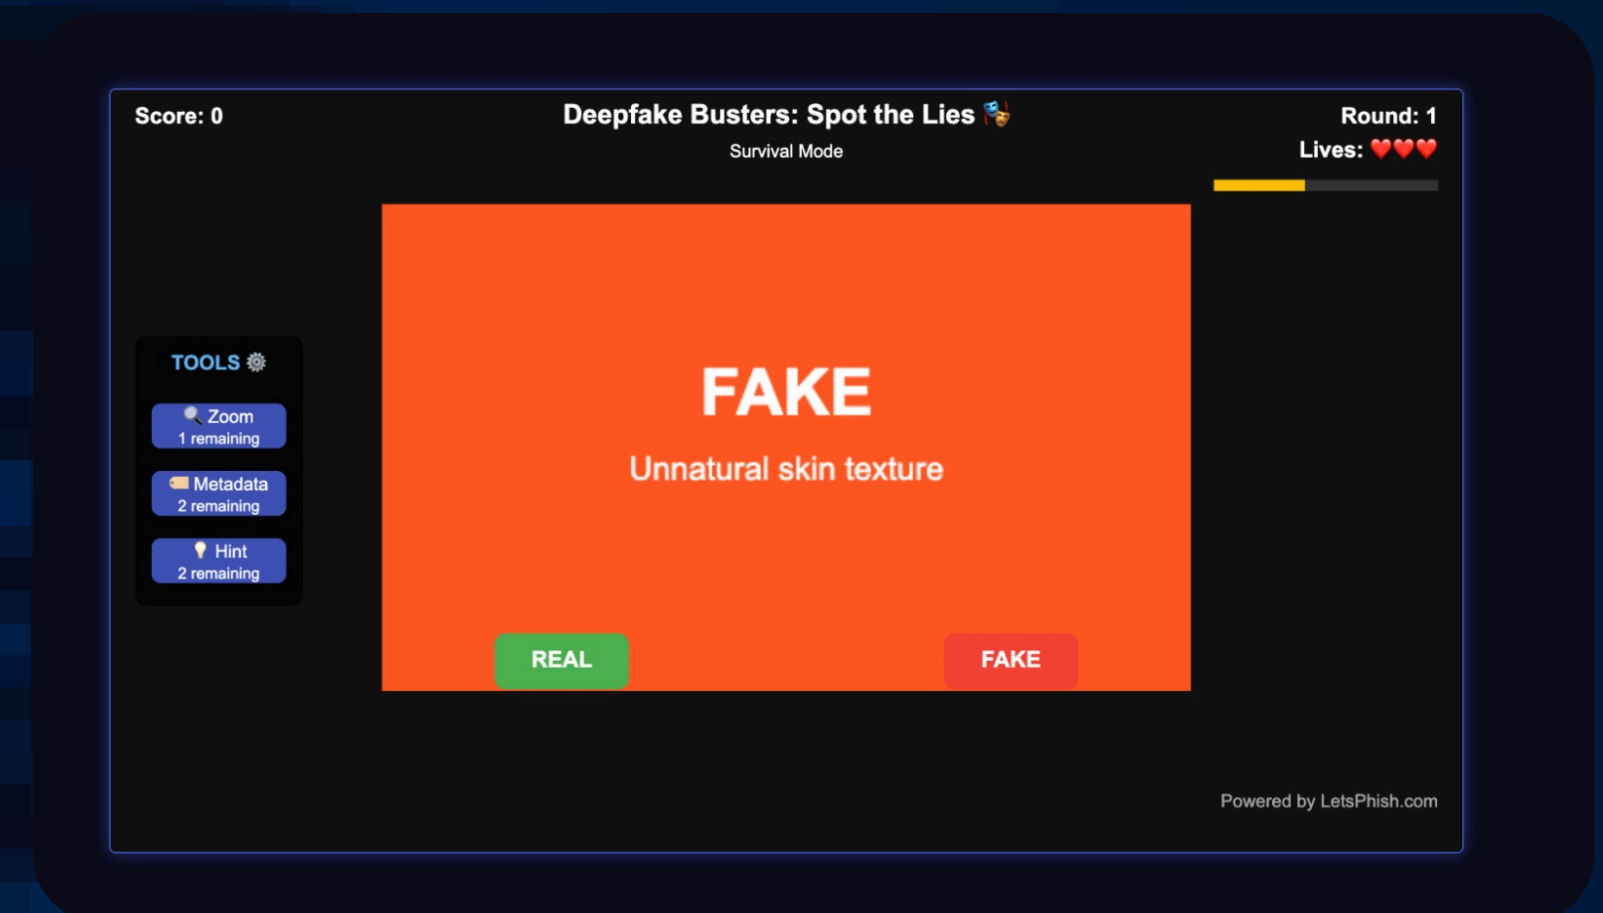 Score: 0
Deepfake Busters: Spot the Lies 🎭
Survival Mode
Round: 1
Lives: ❤️❤️❤️
TOOLS ⚙️
🔍 Zoom
1 remaining
🏷️ Metadata
2 remaining
💡 Hint
2 remaining
FAKE
Unnatural skin texture
REAL
FAKE
Powered by LetsPhish.com